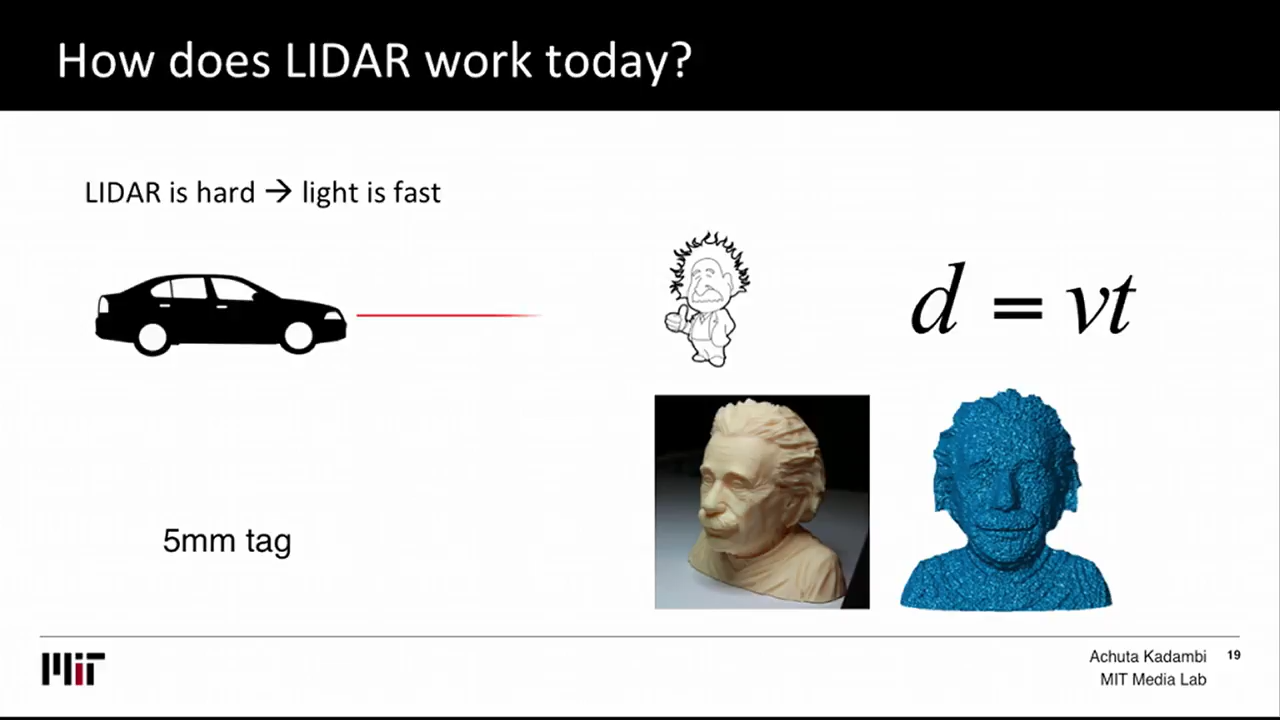 How does LIDAR work today?
LIDAR is hard → light is fast
d = vt
5mm tag
MIT
Achuta Kadambi 19
MIT Media Lab